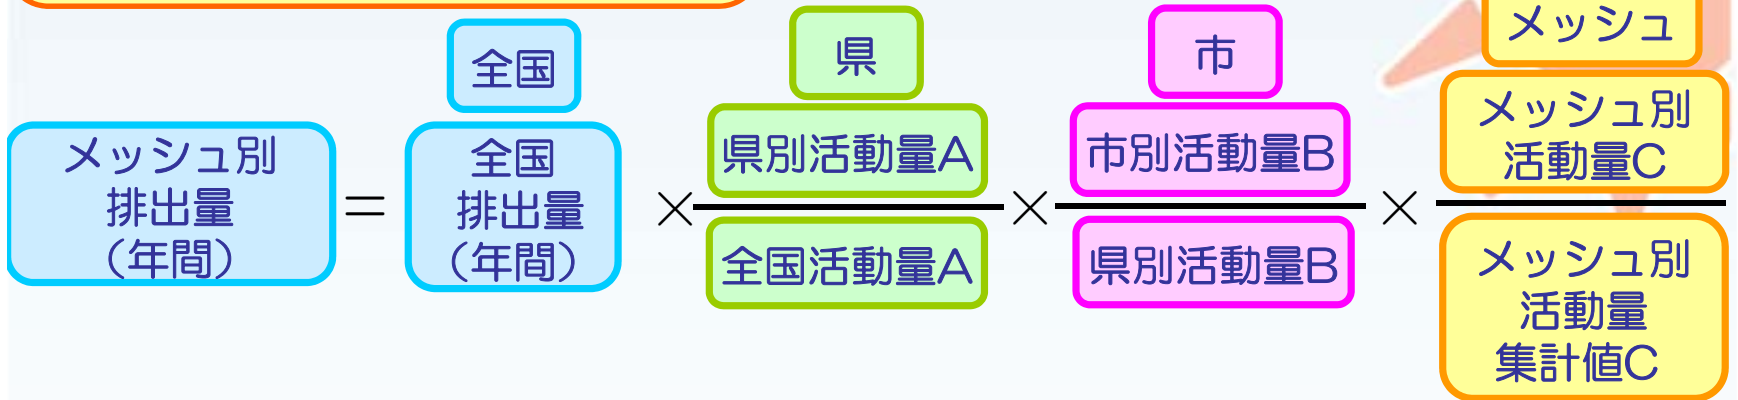 全国
県
市
メッシュ
メッシュ別
排出量
(年間)
=
全国
排出量
(年間)
×
県別活動量A
全国活動量A
×
市別活動量B
県別活動量B
×
メッシュ別
活動量C
メッシュ別
活動量
集計値C